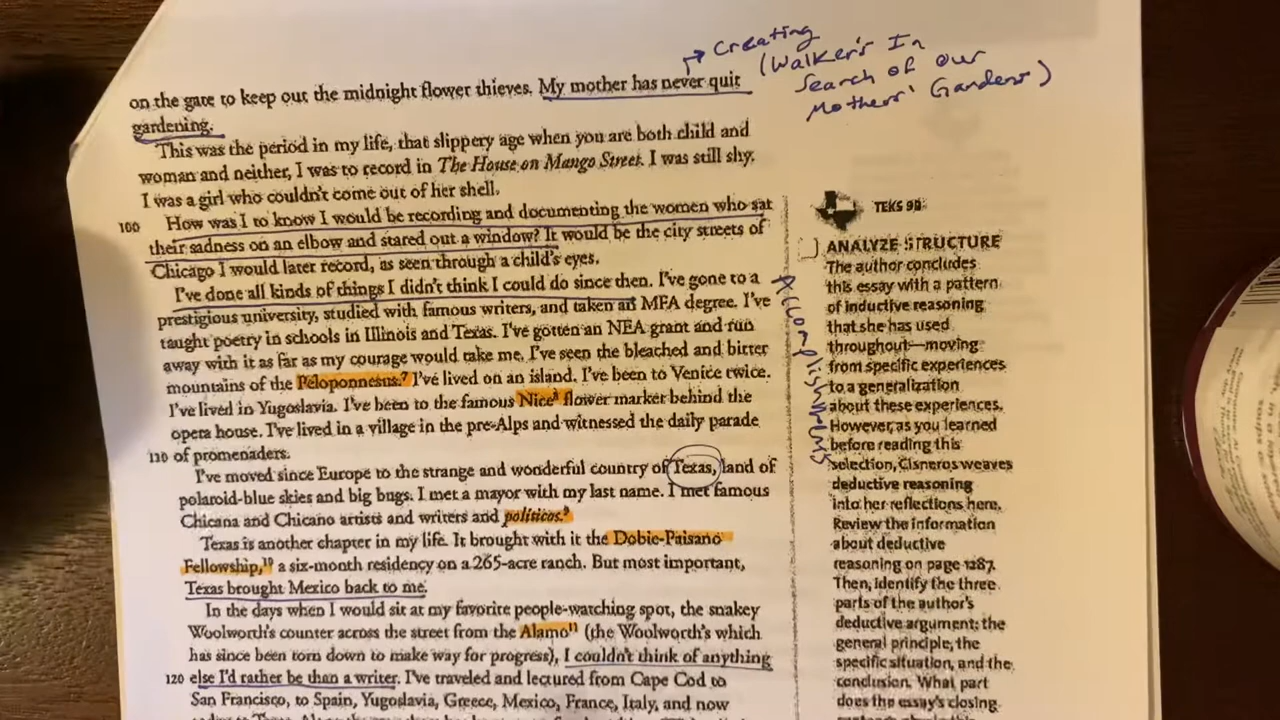 Creating
(Walker's In
Search of our
Mothers' Gardens)
on the gate to keep out the midnight flower thieves. My mother has never quit
gardening.
This was the period in my life, that slippery age when you are both child and
woman and neither, I was to record in The House on Mango Street. I was still shy.
I was a girl who couldn't come out of her shell.
100 How was I to know I would be recording and documenting the women who sat
their sadness on an elbow and stared out a window? It would be the city streets of
Chicago I would later record, as seen through a child's eyes.
I've done all kinds of things I didn't think I could do since then. I've gone to a
prestigious university, studied with famous writers, and taken an MFA degree. I've
taught poetry in schools in Illinois and Texas. I've gotten an NEA grant and run
away with it as far as my courage would take me. I've seen the bleached and bitter
mountains of the Peloponnesus.7 I've lived on an island. I've been to Venice twice.
I've lived in Yugoslavia. I've been to the famous Nice8 flower market behind the
opera house. I've lived in a village in the pre-Alps and witnessed the daily parade
110 of promenaders.
I've moved since Europe to the strange and wonderful country of Texas, land of
polaroid-blue skies and big bugs. I met a mayor with my last name. I met famous
Chicana and Chicano artists and writers and políticos.9
Texas is another chapter in my life. It brought with it the Dobie-Paisano
Fellowship,10 a six-month residency on a 265-acre ranch. But most important,
Texas brought Mexico back to me.
In the days when I would sit at my favorite people-watching spot, the snakey
Woolworth's counter across the street from the Alamo11 (the Woolworth's which
has since been torn down to make way for progress), I couldn't think of anything
120 else I'd rather be than a writer. I've traveled and lectured from Cape Cod to
San Francisco, to Spain, Yugoslavia, Greece, Mexico, France, Italy, and now
Accomplishments
TEKS 9D
ANALYZE STRUCTURE
The author concludes
this essay with a pattern
of inductive reasoning
that she has used
throughout—moving
from specific experiences
to a generalization
about these experiences.
However, as you learned
before reading this
selection, Cisneros weaves
deductive reasoning
into her reflections here.
Review the information
about deductive
reasoning on page 1287.
Then, identify the three
parts of the author's
deductive argument: the
general principle, the
specific situation, and the
conclusion. What part
does the essay's closing